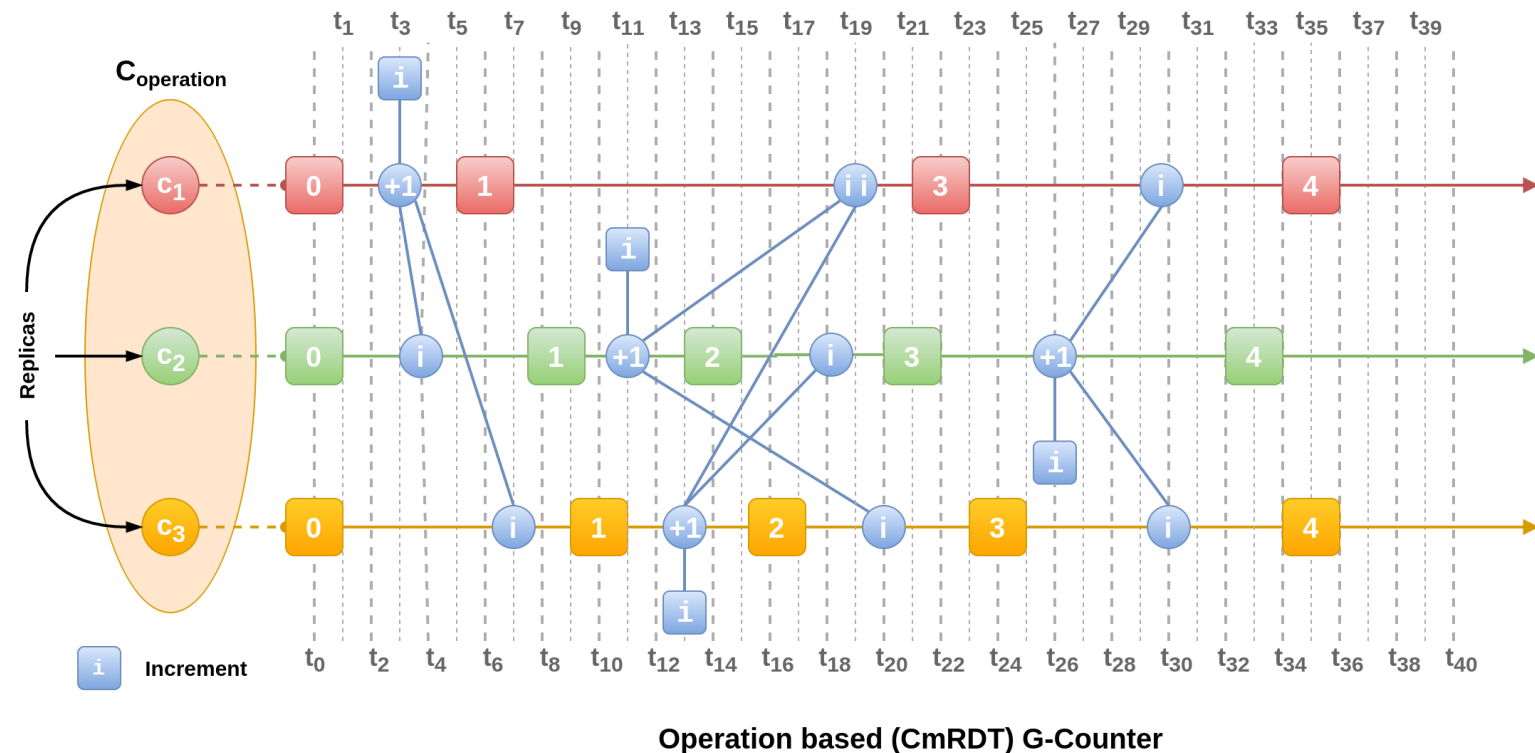 t1 t3 t5 t7 t9 t11 t13 t15 t17 t19 t21 t23 t25 t27 t29 t31 t33 t35 t37 t39
Coperation
i
c1 0 +1 1 i i 3 i 4
i
Replicas
c2 0 i 1 +1 2 i 3 +1 4
i
c3 0 i 1 +1 2 i 3 i 4
i
t0 t2 t4 t6 t8 t10 t12 t14 t16 t18 t20 t22 t24 t26 t28 t30 t32 t34 t36 t38 t40
i Increment
Operation based (CmRDT) G-Counter